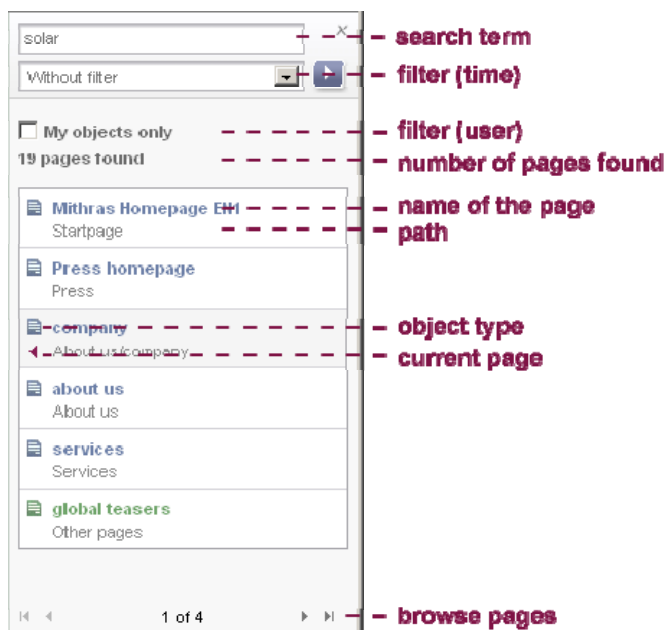 solar
search term
Without filter
filter (time)
My objects only
filter (user)
19 pages found
number of pages found
Mithras Homepage EN
name of the page
Startpage
path
Press homepage
Press
company
object type
About us/company
current page
about us
About us
services
Services
global teasers
Other pages
1 of 4
browse pages